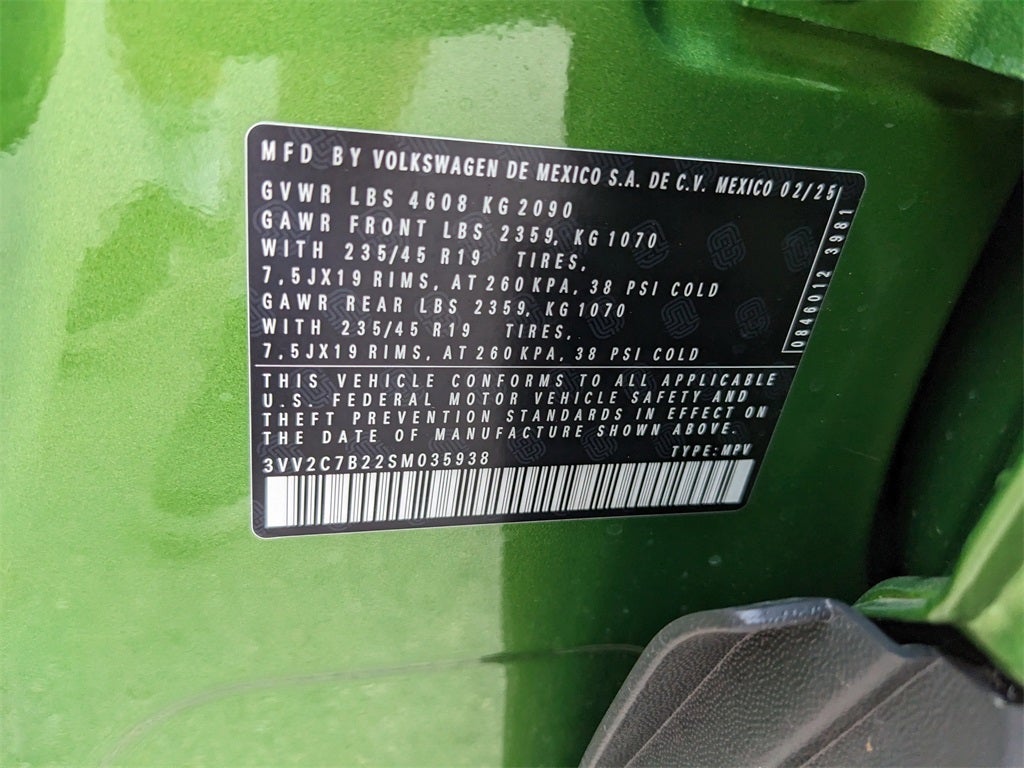 MFD BY VOLKSWAGEN DE MEXICO S.A. DE C.V. MEXICO 02/25
GVWR LBS 4608 KG 2090
GAWR FRONT LBS 2359, KG 1070
WITH 235/45 R19 TIRES,
7,5JX19 RIMS, AT 260 KPA, 38 PSI COLD
GAWR REAR LBS 2359, KG 1070
WITH 235/45 R19 TIRES,
7,5JX19 RIMS, AT 260 KPA, 38 PSI COLD
0846012 3981
THIS VEHICLE CONFORMS TO ALL APPLICABLE
U.S. FEDERAL MOTOR VEHICLE SAFETY AND
THEFT PREVENTION STANDARDS IN EFFECT ON
THE DATE OF MANUFACTURE SHOWN ABOVE.
3VV2C7B22SM035938 TYPE: MPV